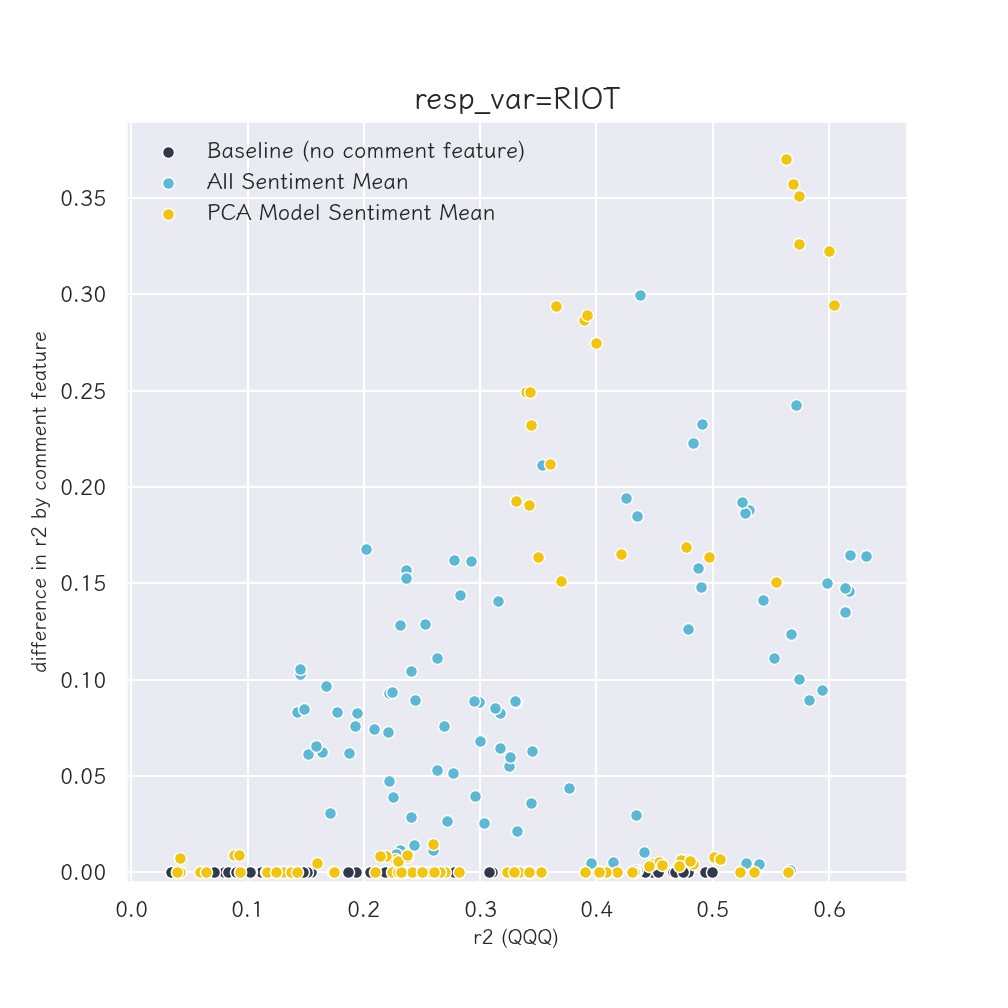 resp_var=RIOT
Baseline (no comment feature)
All Sentiment Mean
PCA Model Sentiment Mean
difference in r2 by comment feature
0.35
0.30
0.25
0.20
0.15
0.10
0.05
0.00
0.0 0.1 0.2 0.3 0.4 0.5 0.6
r2 (QQQ)